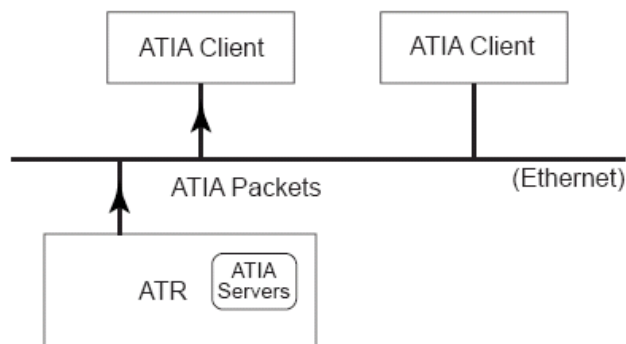 ATIA Client
ATIA Client
ATIA Packets
(Ethernet)
ATR
ATIA
Servers